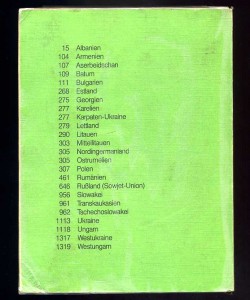 15 Albanien
104 Armenien
107 Aserbeidschan
109 Batum
111 Bulgarien
268 Estland
275 Georgien
277 Karelien
277 Karpaten-Ukraine
279 Lettland
290 Litauen
303 Mittellitauen
305 Nordingermanland
305 Ostrumelien
307 Polen
461 Rumänien
646 Rußland (Sowjet-Union)
956 Slowakei
961 Transkaukasien
962 Tschechoslowakei
1113 Ukraine
1118 Ungarn
1317 Westukraine
1319 Westungarn